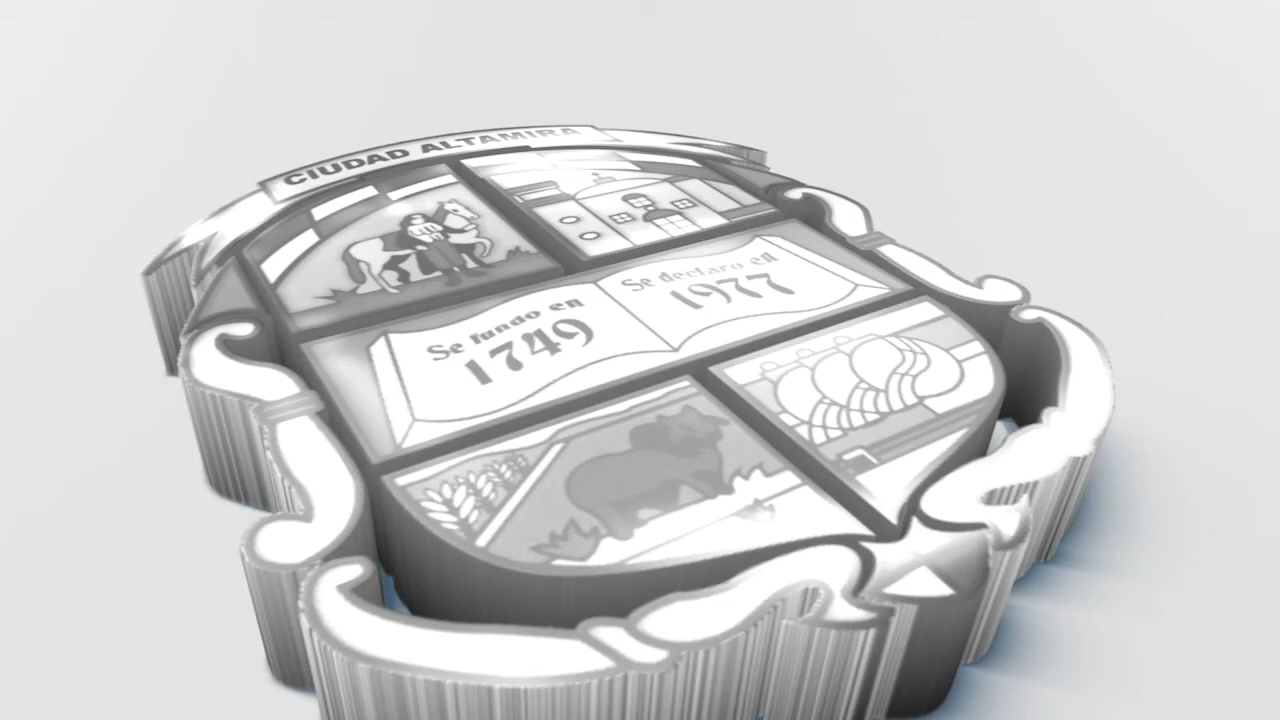 CIUDAD ALTAMIRA
Se fundo en
1749
Se declaro en
1977